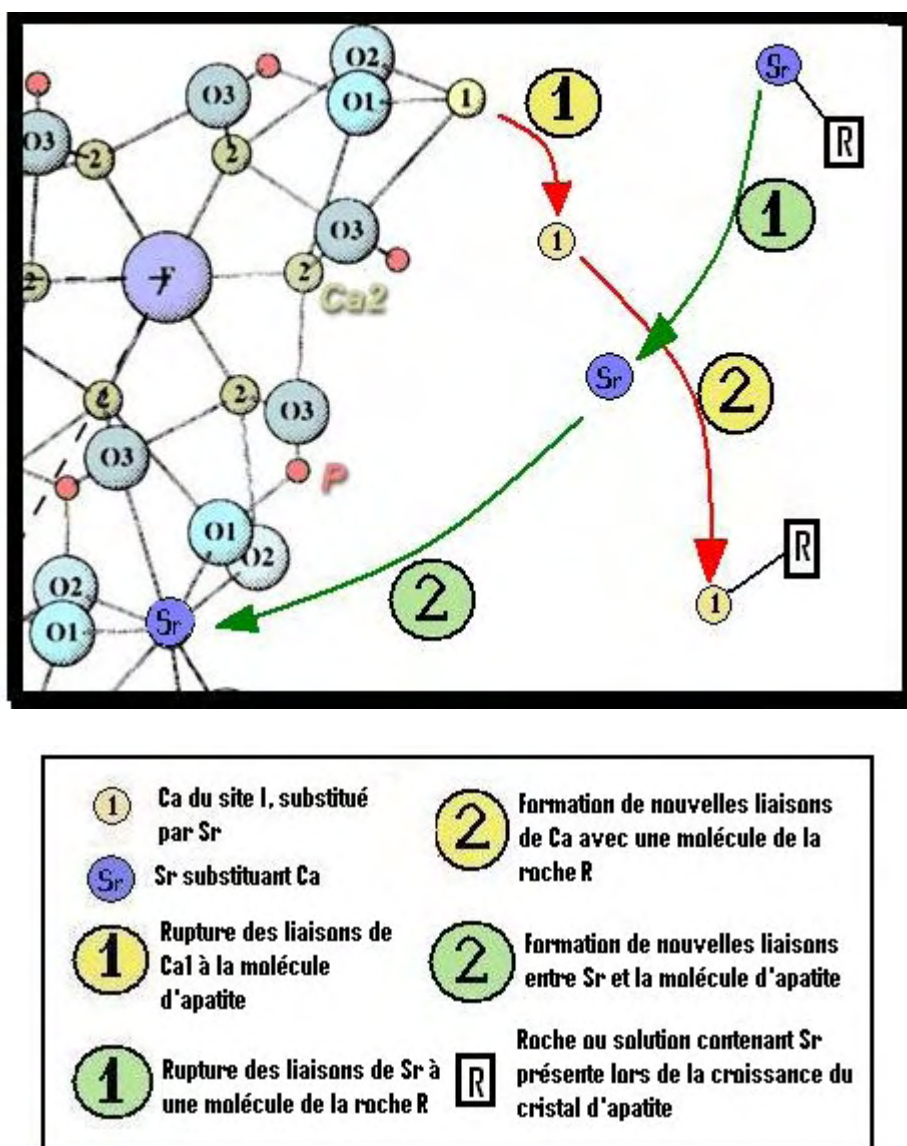 O2
Sr
O3
O1
1
1
R
O3
2
2
1
O3
1
2
2
F
Ca2
Sr
2
2
2
O3
O3
P
O1
O2
R
O2
2
1
O1
Sr
1
Ca du site I, substitué
par Sr
Sr
Sr substituant Ca
1
Rupture des liaisons de
Ca1 à la molécule
d'apatite
1
Rupture des liaisons de Sr à
une molécule de la roche R
2
Formation de nouvelles liaisons
de Ca avec une molécule de la
roche R
2
Formation de nouvelles liaisons
entre Sr et la molécule d'apatite
R
Roche ou solution contenant Sr
présente lors de la croissance du
cristal d'apatite